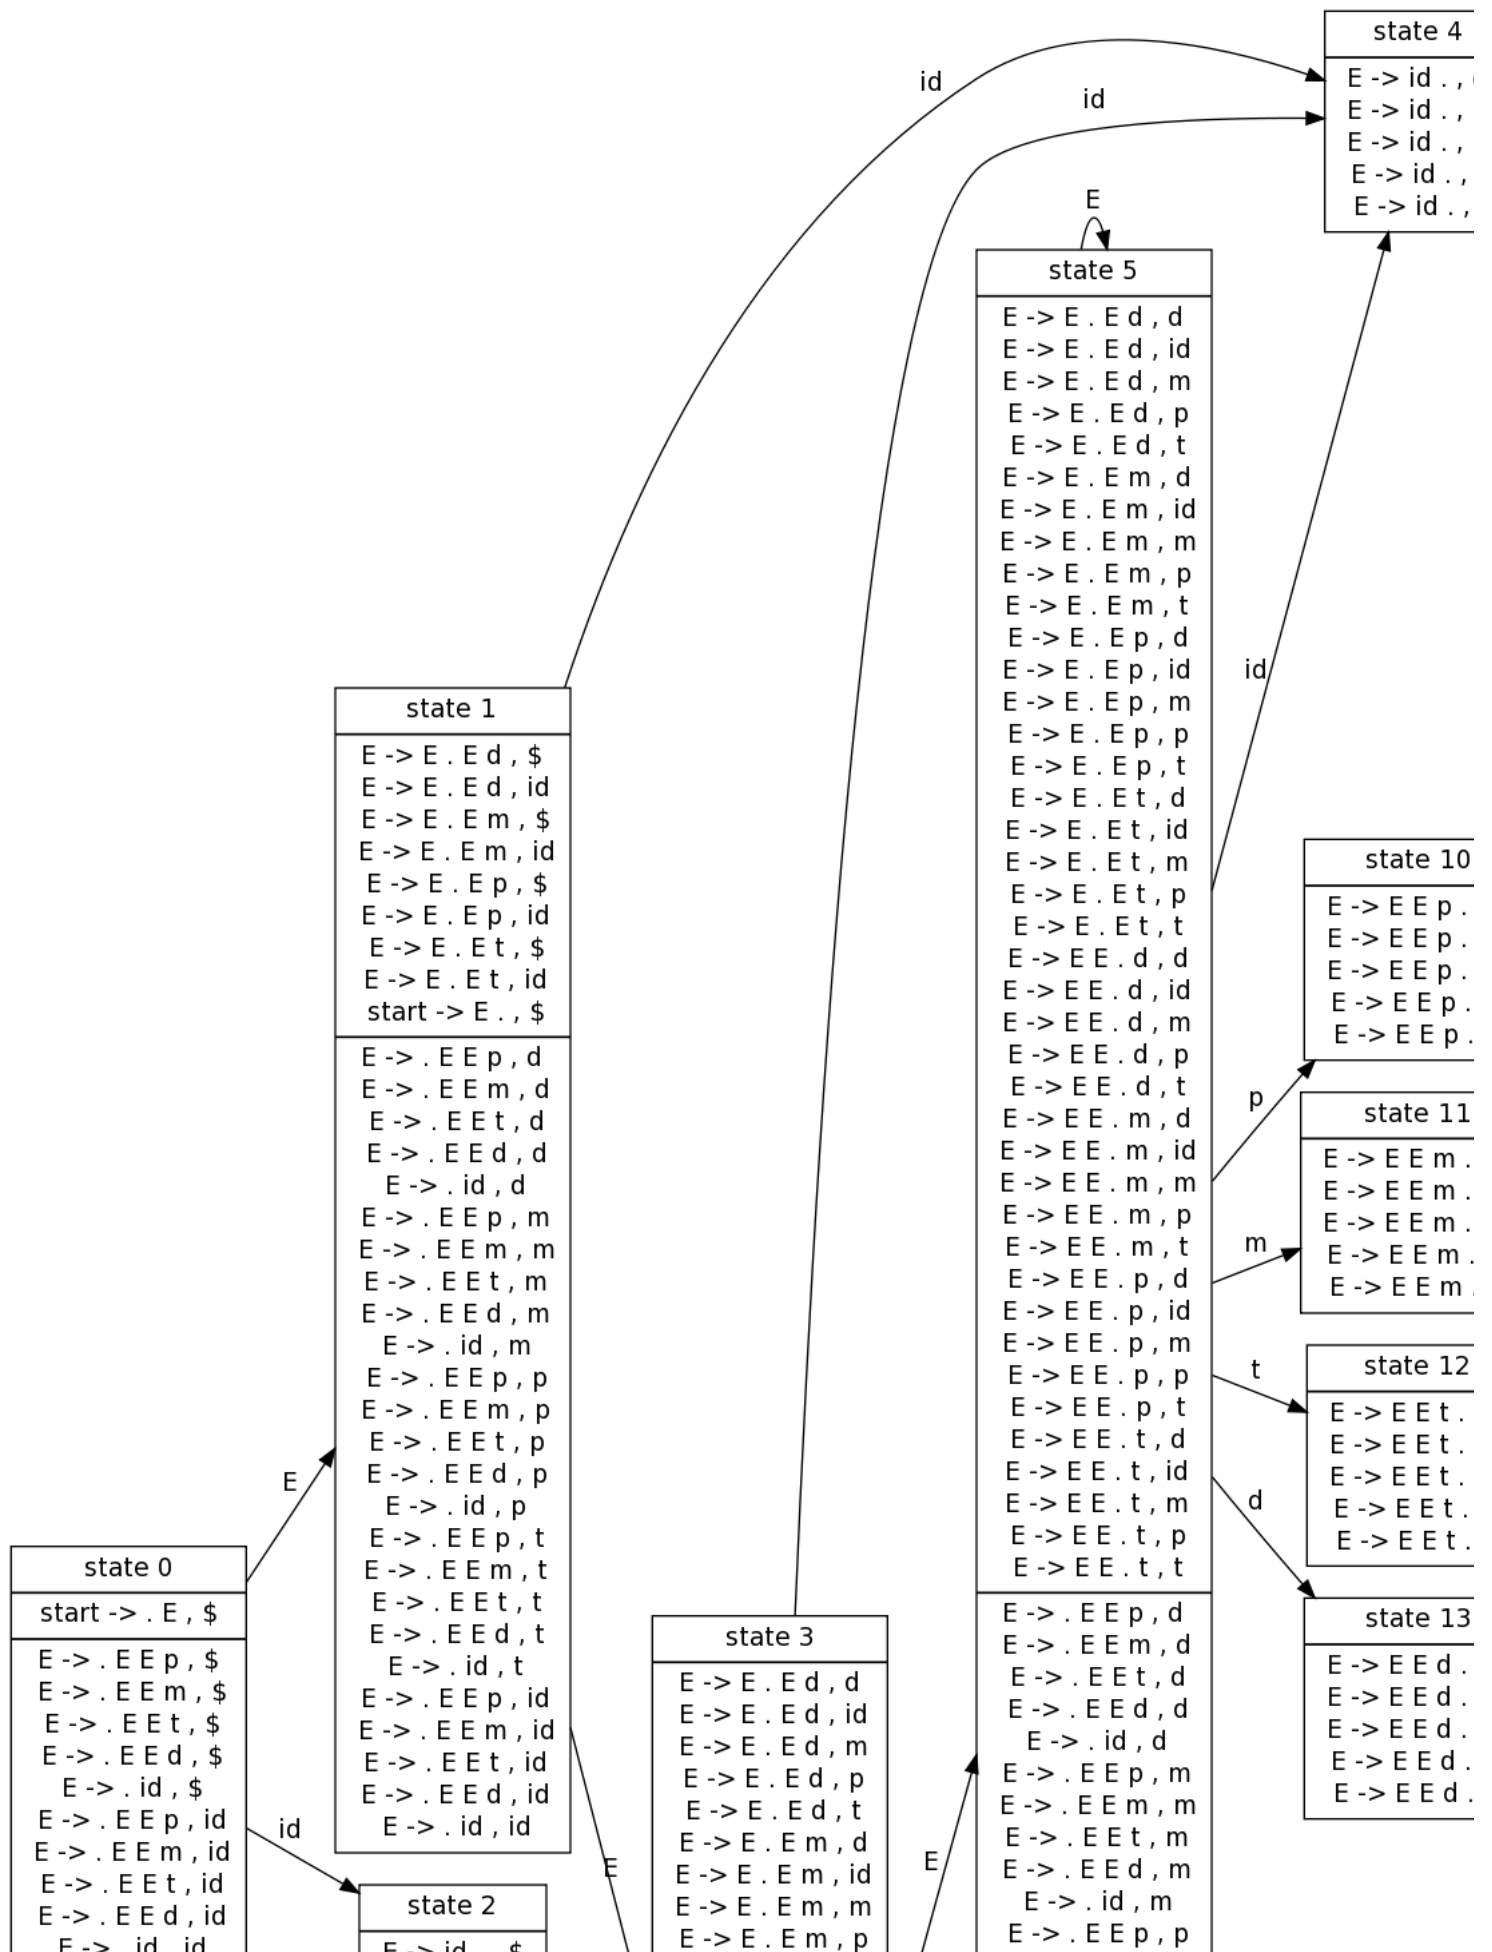 state 4
E -> id . ,
E -> id . ,
E -> id . ,
E -> id . ,
E -> id . ,
id
id
E
state 5
E -> E . E d , d
E -> E . E d , id
E -> E . E d , m
E -> E . E d , p
E -> E . E d , t
E -> E . E m , d
E -> E . E m , id
E -> E . E m , m
E -> E . E m , p
E -> E . E m , t
E -> E . E p , d
E -> E . E p , id
E -> E . E p , m
E -> E . E p , p
E -> E . E p , t
E -> E . E t , d
E -> E . E t , id
E -> E . E t , m
E -> E . E t , p
E -> E . E t , t
E -> E E . d , d
E -> E E . d , id
E -> E E . d , m
E -> E E . d , p
E -> E E . d , t
E -> E E . m , d
E -> E E . m , id
E -> E E . m , m
E -> E E . m , p
E -> E E . m , t
E -> E E . p , d
E -> E E . p , id
E -> E E . p , m
E -> E E . p , p
E -> E E . p , t
E -> E E . t , d
E -> E E . t , id
E -> E E . t , m
E -> E E . t , p
E -> E E . t , t
E -> . E E p , d
E -> . E E m , d
E -> . E E t , d
E -> . E E d , d
E -> . id , d
E -> . E E p , m
E -> . E E m , m
E -> . E E t , m
E -> . E E d , m
E -> . id , m
E -> . E E p , p
id
state 1
E -> E . E d , $
E -> E . E d , id
E -> E . E m , $
E -> E . E m , id
E -> E . E p , $
E -> E . E p , id
E -> E . E t , $
E -> E . E t , id
start -> E . , $
E -> . E E p , d
E -> . E E m , d
E -> . E E t , d
E -> . E E d , d
E -> . id , d
E -> . E E p , m
E -> . E E m , m
E -> . E E t , m
E -> . E E d , m
E -> . id , m
E -> . E E p , p
E -> . E E m , p
E -> . E E t , p
E -> . E E d , p
E -> . id , p
E -> . E E p , t
E -> . E E m , t
E -> . E E t , t
E -> . E E d , t
E -> . id , t
E -> . E E p , id
E -> . E E m , id
E -> . E E t , id
E -> . E E d , id
E -> . id , id
state 10
E -> E E p .
E -> E E p .
E -> E E p .
E -> E E p .
E -> E E p .
p
state 11
E -> E E m .
E -> E E m .
E -> E E m .
E -> E E m .
E -> E E m .
m
state 12
E -> E E t .
E -> E E t .
E -> E E t .
E -> E E t .
E -> E E t .
t
d
state 13
E -> E E d .
E -> E E d .
E -> E E d .
E -> E E d .
E -> E E d .
E
state 0
start -> . E , $
E -> . E E p , $
E -> . E E m , $
E -> . E E t , $
E -> . E E d , $
E -> . id , $
E -> . E E p , id
E -> . E E m , id
E -> . E E t , id
E -> . E E d , id
E -> . id , id
id
state 3
E -> E . E d , d
E -> E . E d , id
E -> E . E d , m
E -> E . E d , p
E -> E . E d , t
E -> E . E m , d
E -> E . E m , id
E -> E . E m , m
E -> E . E m , p
E
E
state 2
E -> id . , $